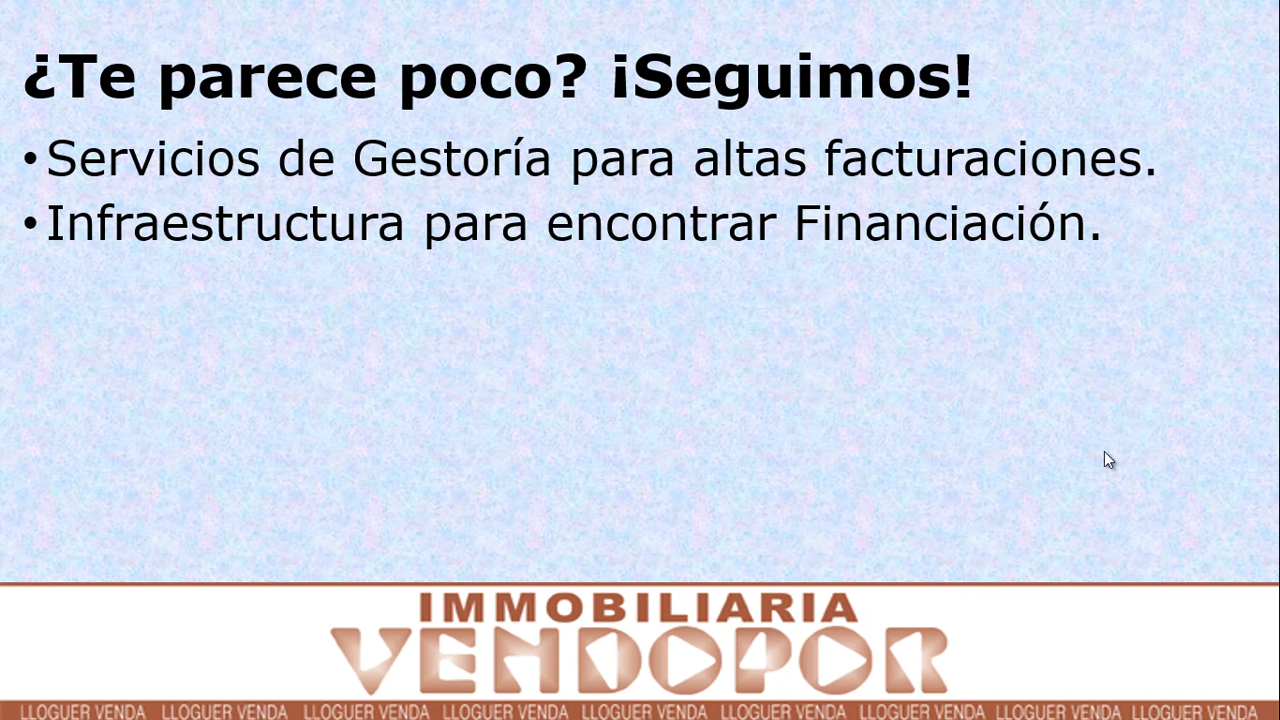 ¿Te parece poco? ¡Seguimos!
• Servicios de Gestoría para altas facturaciones.
• Infraestructura para encontrar Financiación.
IMMOBILIARIA
VENDOPOR
LLOGUER VENDA LLOGUER VENDA LLOGUER VENDA LLOGUER VENDA LLOGUER VENDA LLOGUER VENDA LLOGUER VENDA LLOGUER VENDA LLOGUER VENDA